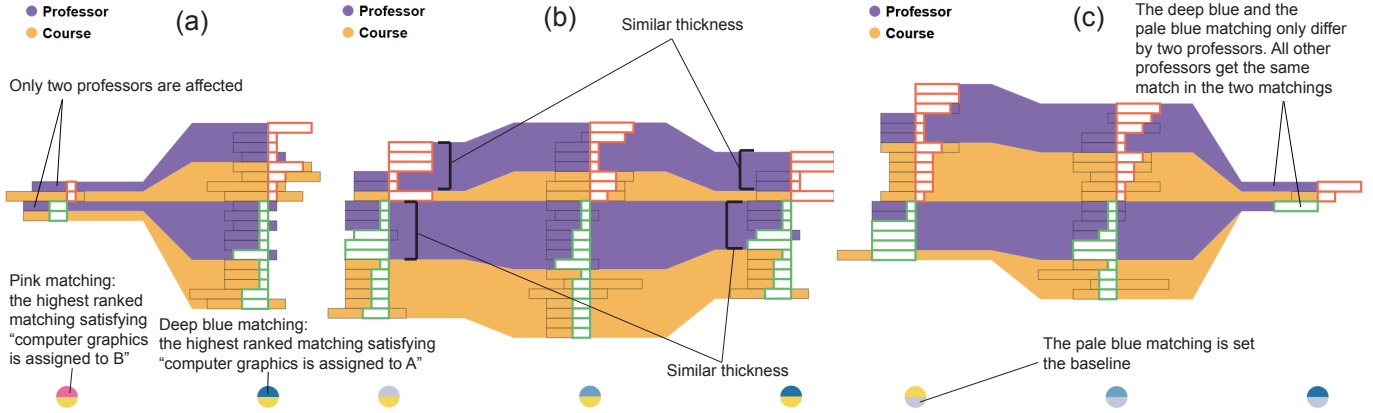 Professor
Course
(a)
Only two professors are affected
Pink matching:
the highest ranked
matching satisfying
“computer graphics
is assigned to B”
Deep blue matching:
the highest ranked matching satisfying
“computer graphics is assigned to A”
Professor
Course
(b)
Similar thickness
Similar thickness
Professor
Course
(c)
The deep blue and the
pale blue matching only differ
by two professors. All other
professors get the same
match in the two matchings
The pale blue matching is set
the baseline